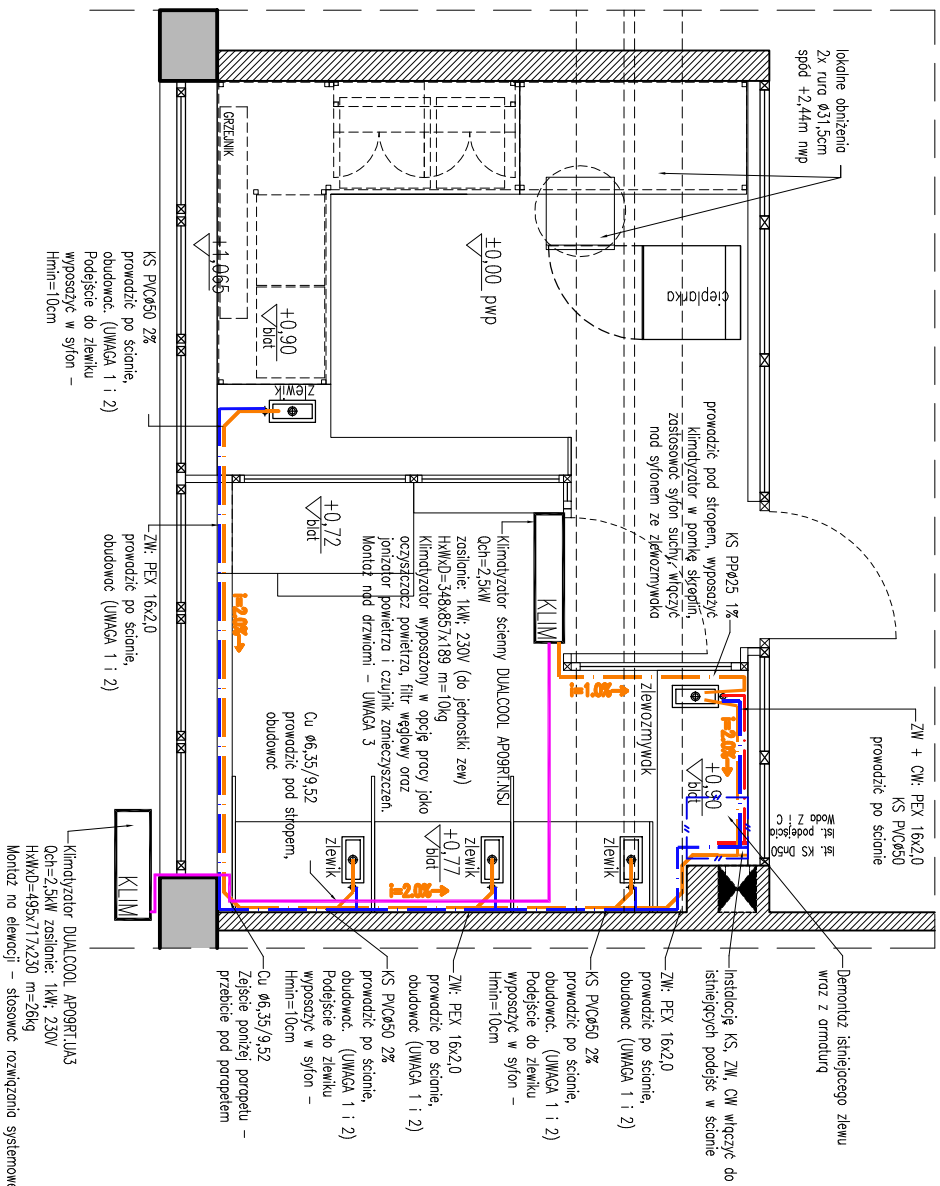 lokalne obniżenia
2x rura ø31,5cm
spód +2,44m nwp
GRZEJNIK
+1,065
+0,90
blat
zlewik
±0,00 pwp
cieplarka
KS PVCø50 2%
prowadzić po ścianie,
obudować. (UWAGA 1 i 2)
Podejście do zlewiku
wyposażyć w syfon -
Hmin=10cm
ZW: PEX 16x2,0
prowadzić po ścianie,
obudować (UWAGA 1 i 2)
+0,72
blat
i=2.0%
KS PPø25 1%
prowadzić pod stropem, wyposażyć
klimatyzator w pompkę skroplin,
zastosować syfon suchy, włączyć
nad syfonem ze zlewozmywaka
KLIM
Klimatyzator ścienny DUALCOOL AP09RT.NSJ
Qch=2,5kW
zasilanie: 1kW; 230V (do jednostki zew)
HxWxD=348x857x189 m=10kg
Klimatyzator wyposażony w opcję pracy jako
oczyszczacz powietrza, filtr węglowy oraz
jonizator powietrza i czujnik zanieczyszczeń.
Montaż nad drzwiami - UWAGA 3
i=1.0%
zlewozmywak
i=2.0%
+0,90
blat
ZW + CW: PEX 16x2,0
KS PVCø50
prowadzić po ścianie
Ist. podejścia
Woda Z i C
Ist. KS Dn50
Cu ø6,35/9,52
prowadzić pod stropem,
obudować
zlewik
zlewik
zlewik
+0,77
blat
i=2.0%
Demontaż istniejącego zlewu
wraz z armaturą
Instalację KS, ZW, CW włączyć do
istniejących podejść w ścianie
ZW: PEX 16x2,0
prowadzić po ścianie,
obudować (UWAGA 1 i 2)
KS PVCø50 2%
prowadzić po ścianie,
obudować. (UWAGA 1 i 2)
Podejście do zlewiku
wyposażyć w syfon -
Hmin=10cm
ZW: PEX 16x2,0
prowadzić po ścianie,
obudować (UWAGA 1 i 2)
KS PVCø50 2%
prowadzić po ścianie,
obudować. (UWAGA 1 i 2)
Podejście do zlewiku
wyposażyć w syfon -
Hmin=10cm
Cu ø6,35/9,52
Zejście poniżej parapetu -
przebicie pod parapetem
KLIM
Klimatyzator DUALCOOL AP09RT.UA3
Qch=2,5kW zasilanie: 1kW; 230V
HxWxD=495x717x230 m=26kg
Montaż na elewacji - stosować rozwiązania systemowe